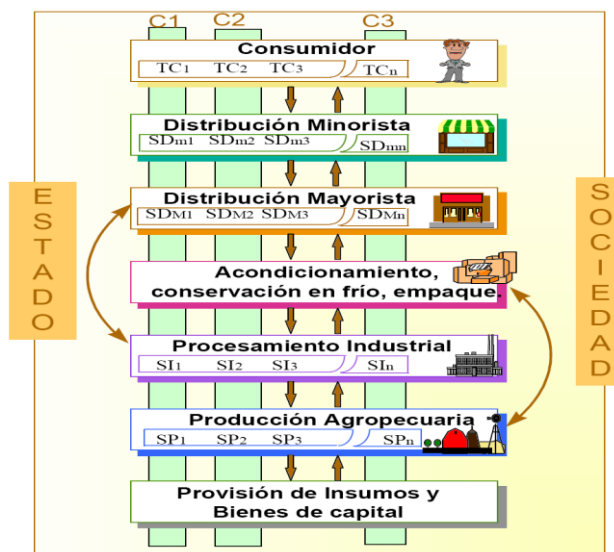 C1 C2 C3
Consumidor
TC1 TC2 TC3 TCn
Distribución Minorista
SDm1 SDm2 SDm3 SDmn
ESTADO
SOCIEDAD
Distribución Mayorista
SDM1 SDM2 SDM3 SDMn
Acondicionamiento,
conservación en frío, empaque.
Procesamiento Industrial
SI1 SI2 SI3 SIn
Producción Agropecuaria
SP1 SP2 SP3 SPn
Provisión de Insumos y
Bienes de capital